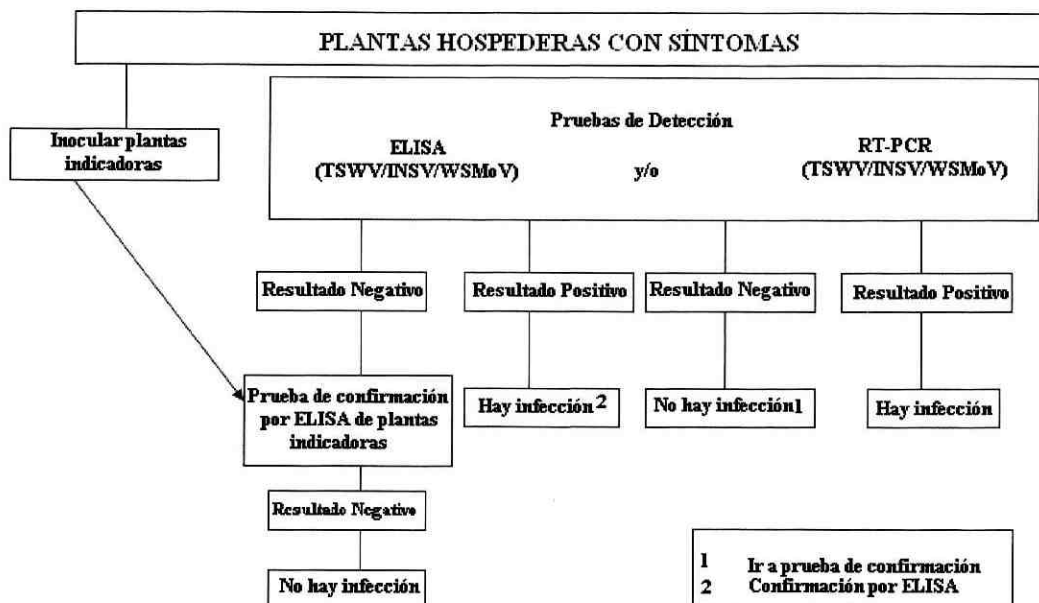 PLANTAS HOSPEDERAS CON SÍNTOMAS
Inocular plantas
indicadoras
Pruebas de Detección
ELISA
(TSWV/INSV/WSMoV)
y/o
RT-PCR
(TSWV/INSV/WSMoV)
Resultado Negativo
Resultado Positivo
Resultado Negativo
Resultado Positivo
Prueba de confirmación
por ELISA de plantas
indicadoras
Hay infección 2
No hay infección1
Hay infección
Resultado Negativo
No hay infección
1 Ir a prueba de confirmación
2 Confirmación por ELISA